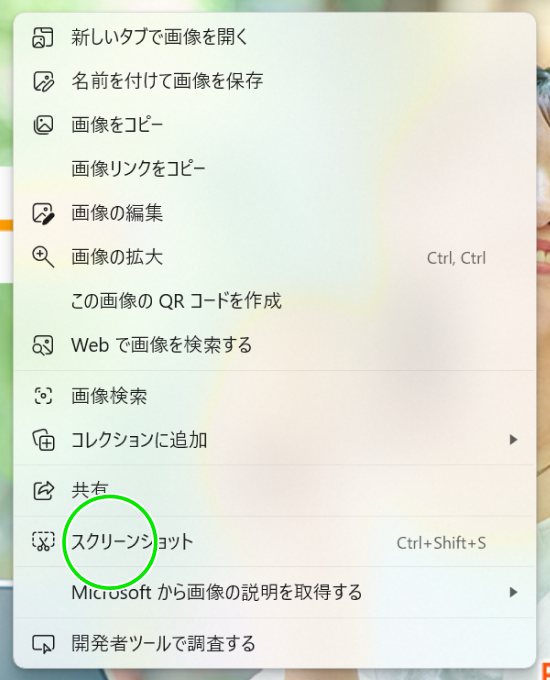 新しいタブで画像を開く
名前を付けて画像を保存
画像をコピー
画像リンクをコピー
画像の編集
画像の拡大 Ctrl, Ctrl
この画像の QR コードを作成
Web で画像を検索する
画像検索
コレクションに追加
共有
スクリーンショット Ctrl+Shift+S
Microsoft から画像の説明を取得する
開発者ツールで調査する